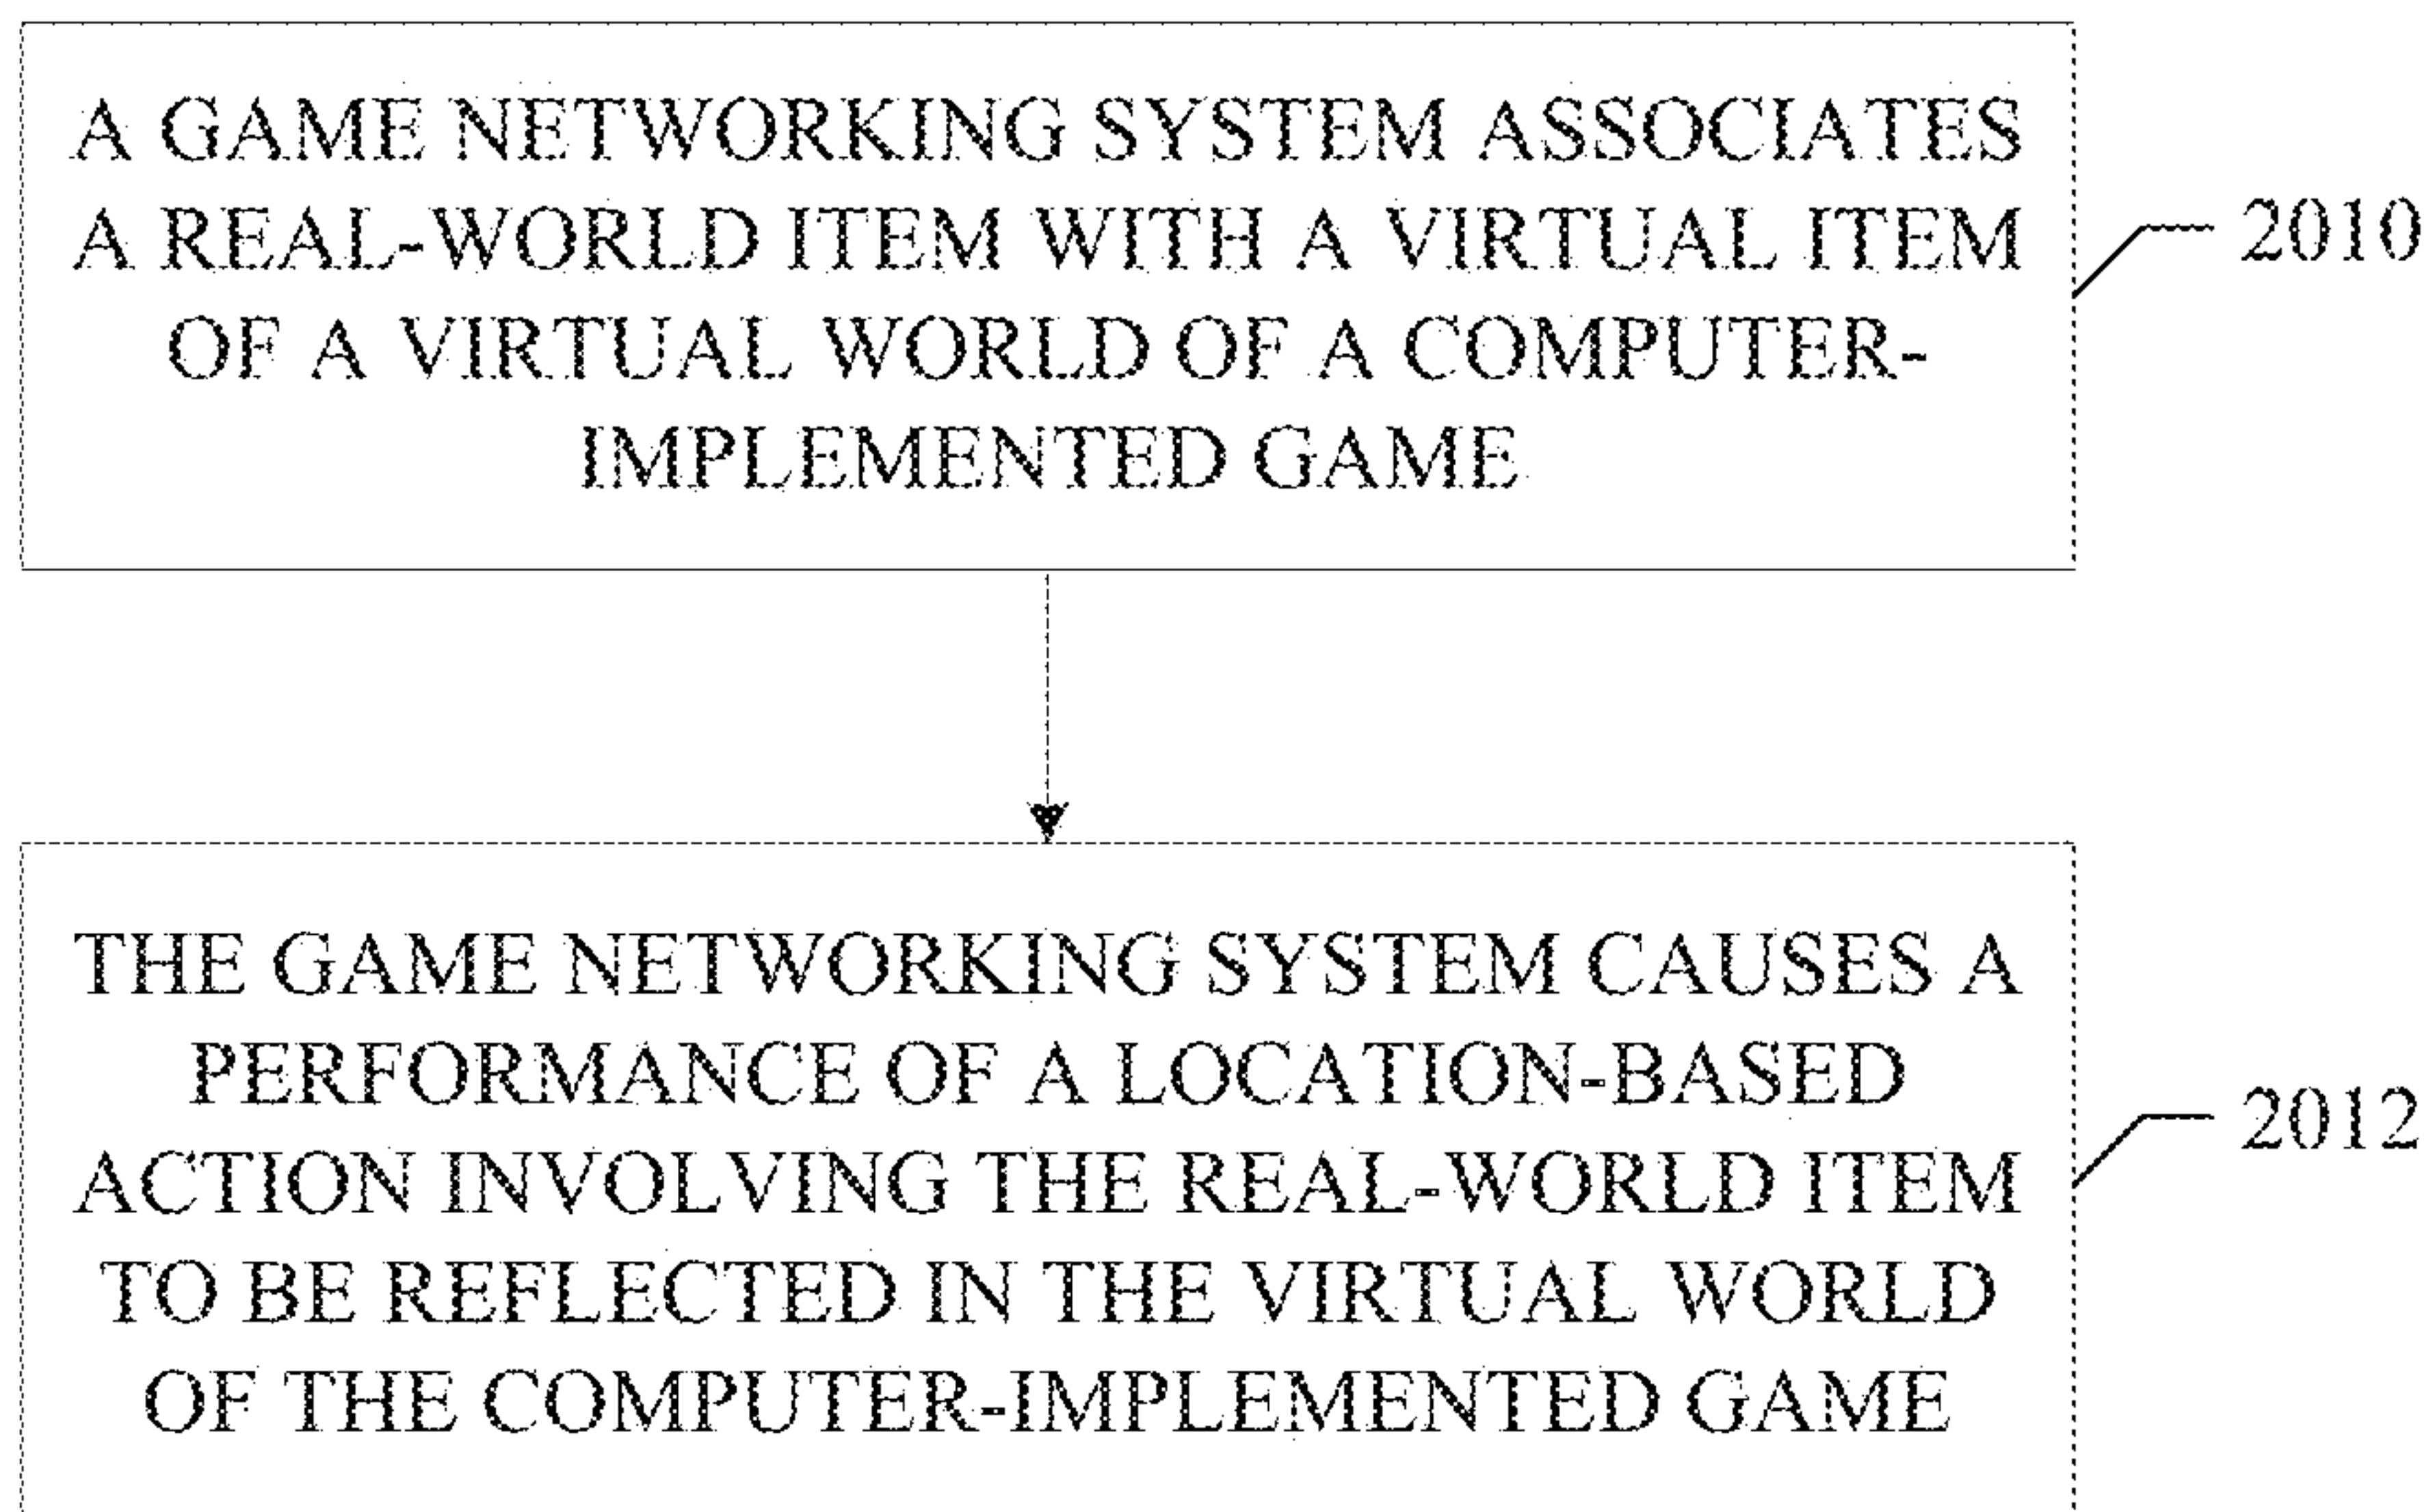 A GAME NETWORKING SYSTEM ASSOCIATES
A REAL-WORLD ITEM WITH A VIRTUAL ITEM
OF A VIRTUAL WORLD OF A COMPUTER-
IMPLEMENTED GAME
2010
THE GAME NETWORKING SYSTEM CAUSES A
PERFORMANCE OF A LOCATION-BASED
ACTION INVOLVING THE REAL-WORLD ITEM
TO BE REFLECTED IN THE VIRTUAL WORLD
OF THE COMPUTER-IMPLEMENTED GAME
2012